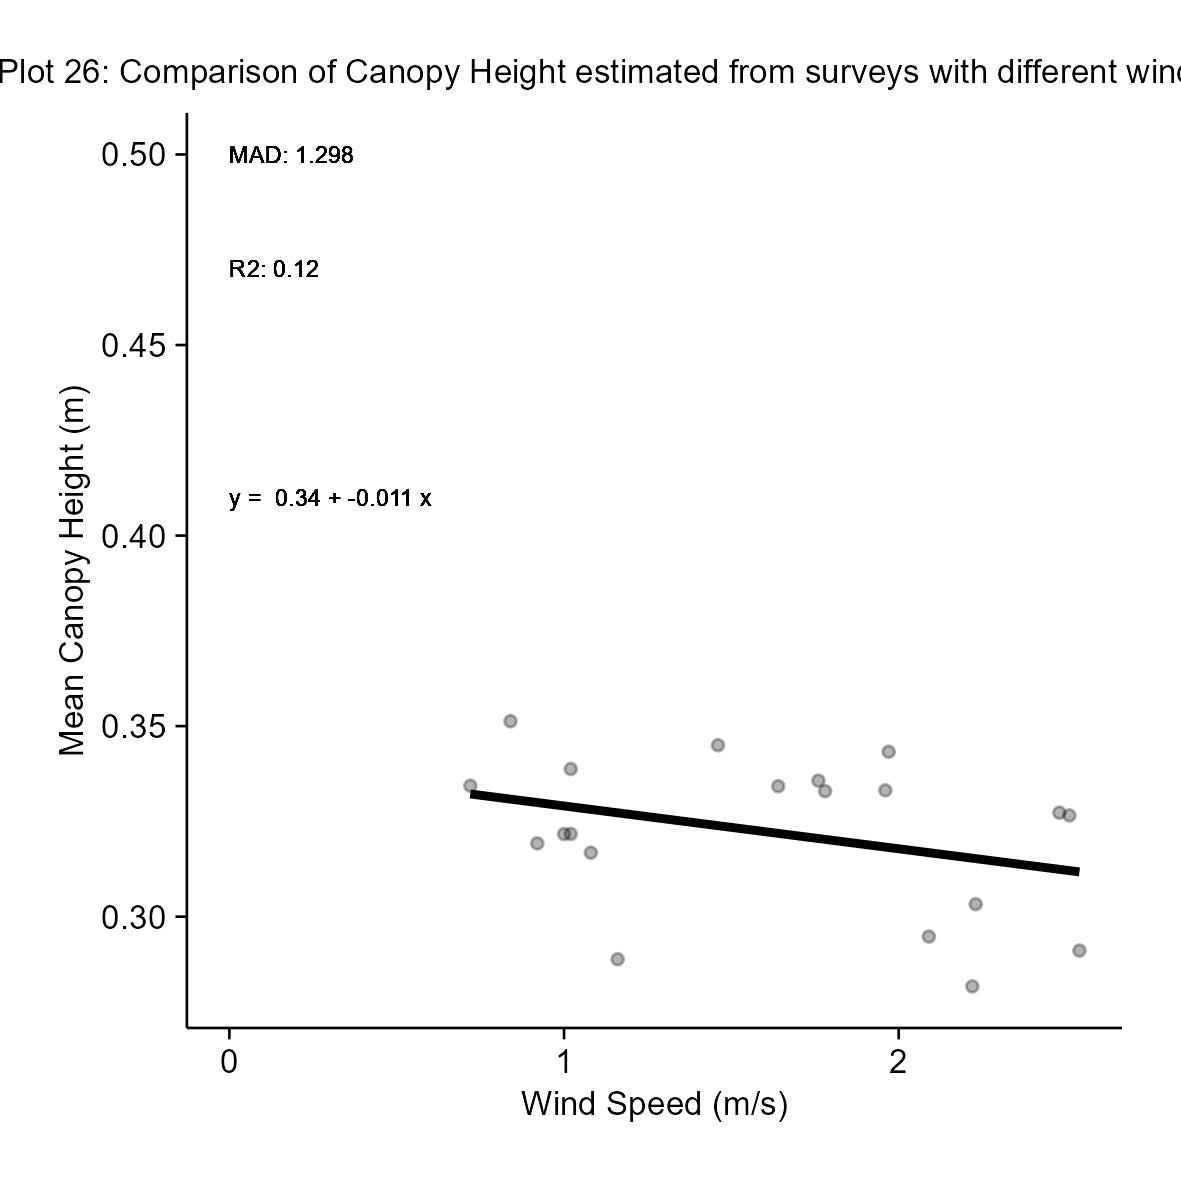 Plot 26: Comparison of Canopy Height estimated from surveys with different
0.50
MAD: 1.298
R2: 0.12
0.45
y =  0.34 + -0.011 x
0.40
Mean Canopy Height (m)
0.35
0.30
0 1 2
Wind Speed (m/s)